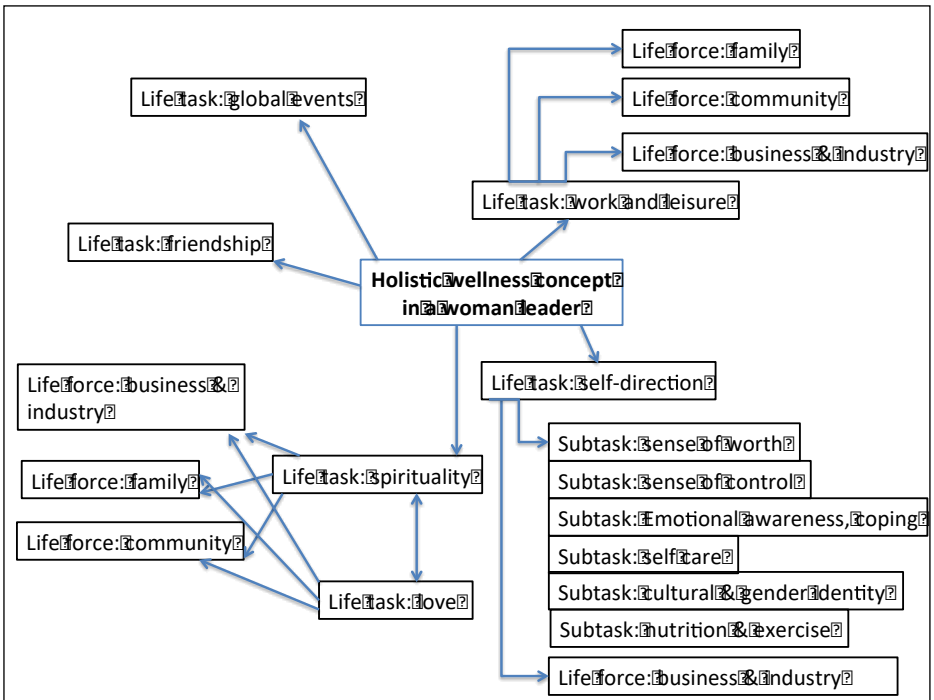 Life force: family
Life task: global events
Life force: community
Life force: business & industry
Life task: work and leisure
Life task: friendship
Holistic wellness concept
in a woman leader
Life task: self-direction
Life force: business &
industry
Subtask: sense of worth
Life task: spirituality
Life force: family
Subtask: sense of control
Subtask: Emotional awareness, coping
Life force: community
Subtask: self care
Subtask: cultural & gender identity
Life task: love
Subtask: nutrition & exercise
Life force: business & industry